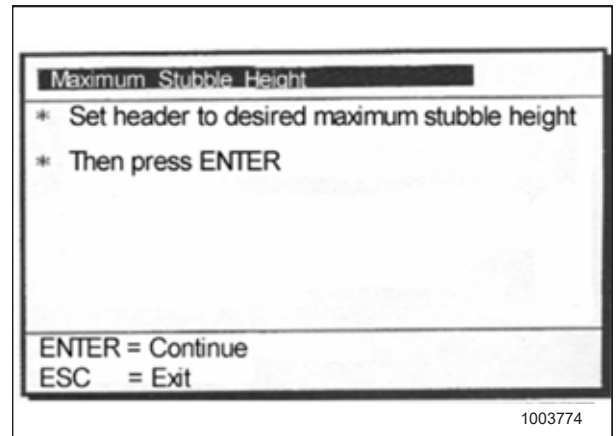 Maximum Stubble Height
* Set header to desired maximum stubble height
* Then press ENTER
ENTER = Continue
ESC = Exit
1003774